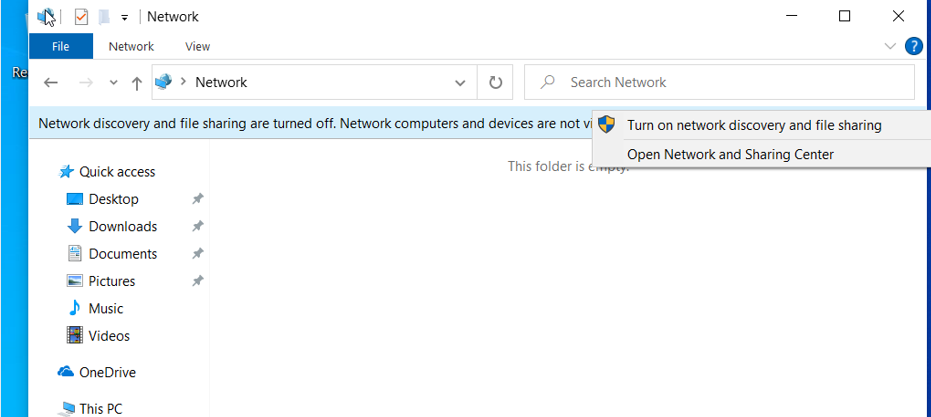 Network
File
Network
View
Network
Search Network
Network discovery and file sharing are turned off. Network computers and devices are not
Turn on network discovery and file sharing
Open Network and Sharing Center
This folder is empty.
Quick access
Desktop
Downloads
Documents
Pictures
Music
Videos
OneDrive
This PC
Re